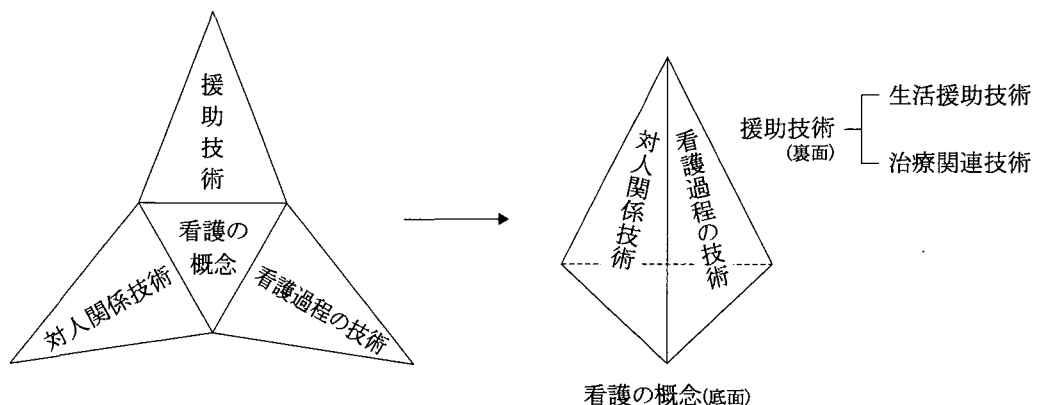 援助技術
看護の
概念
対人関係技術
看護過程の技術
対人関係技術
看護過程の技術
援助技術
(裏面)
生活援助技術
治療関連技術
看護の概念(底面)